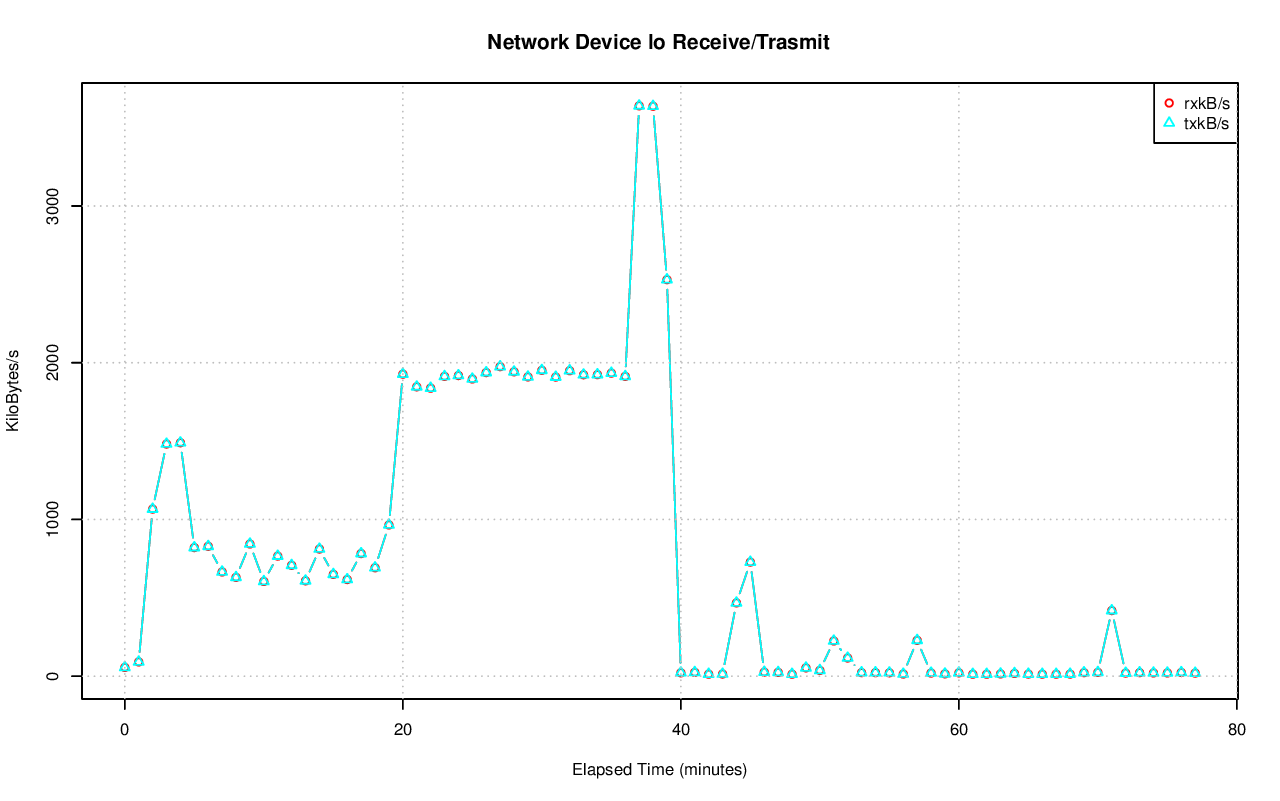 Network Device lo Receive/Trasmit
rxkB/s
txkB/s
KiloBytes/s
3000
2000
1000
0
0 20 40 60 80
Elapsed Time (minutes)